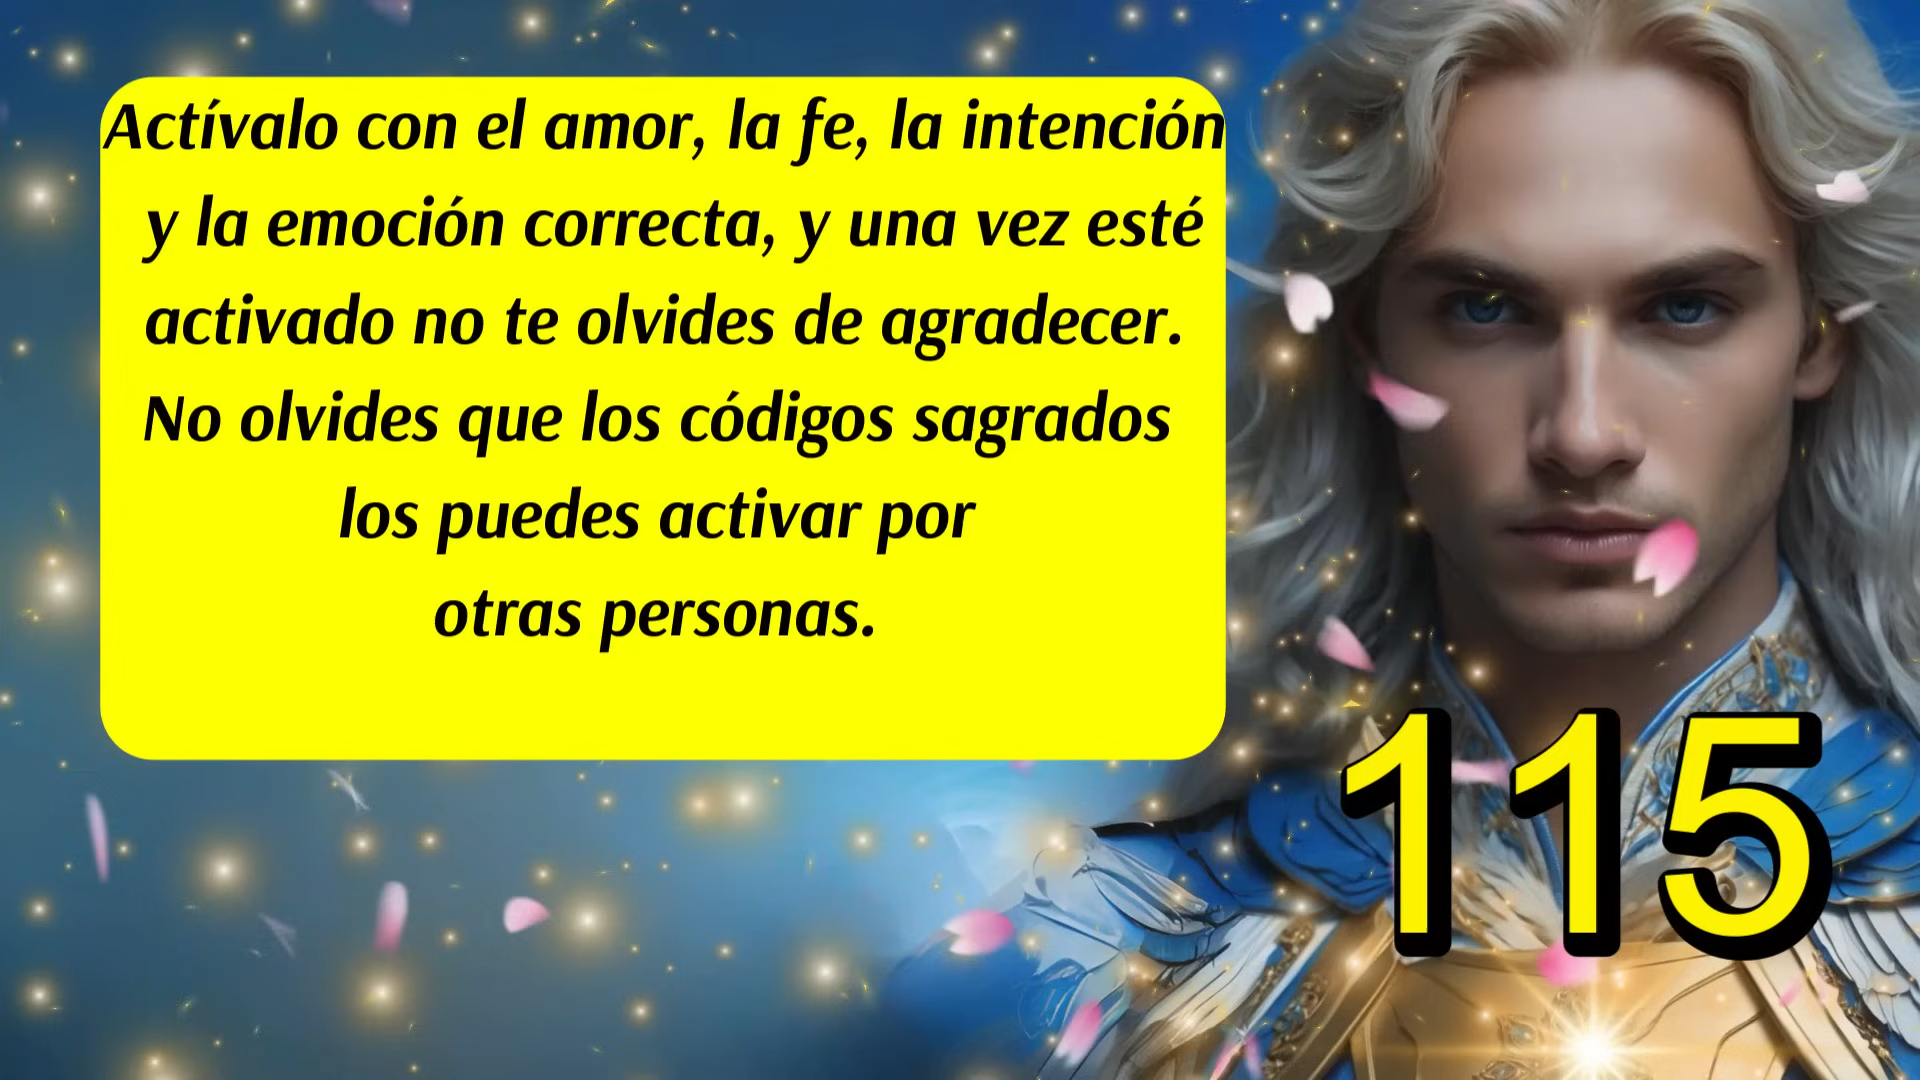 Actívalo con el amor, la fe, la intención
y la emoción correcta, y una vez esté
activado no te olvides de agradecer.
No olvides que los códigos sagrados
los puedes activar por
otras personas.
115